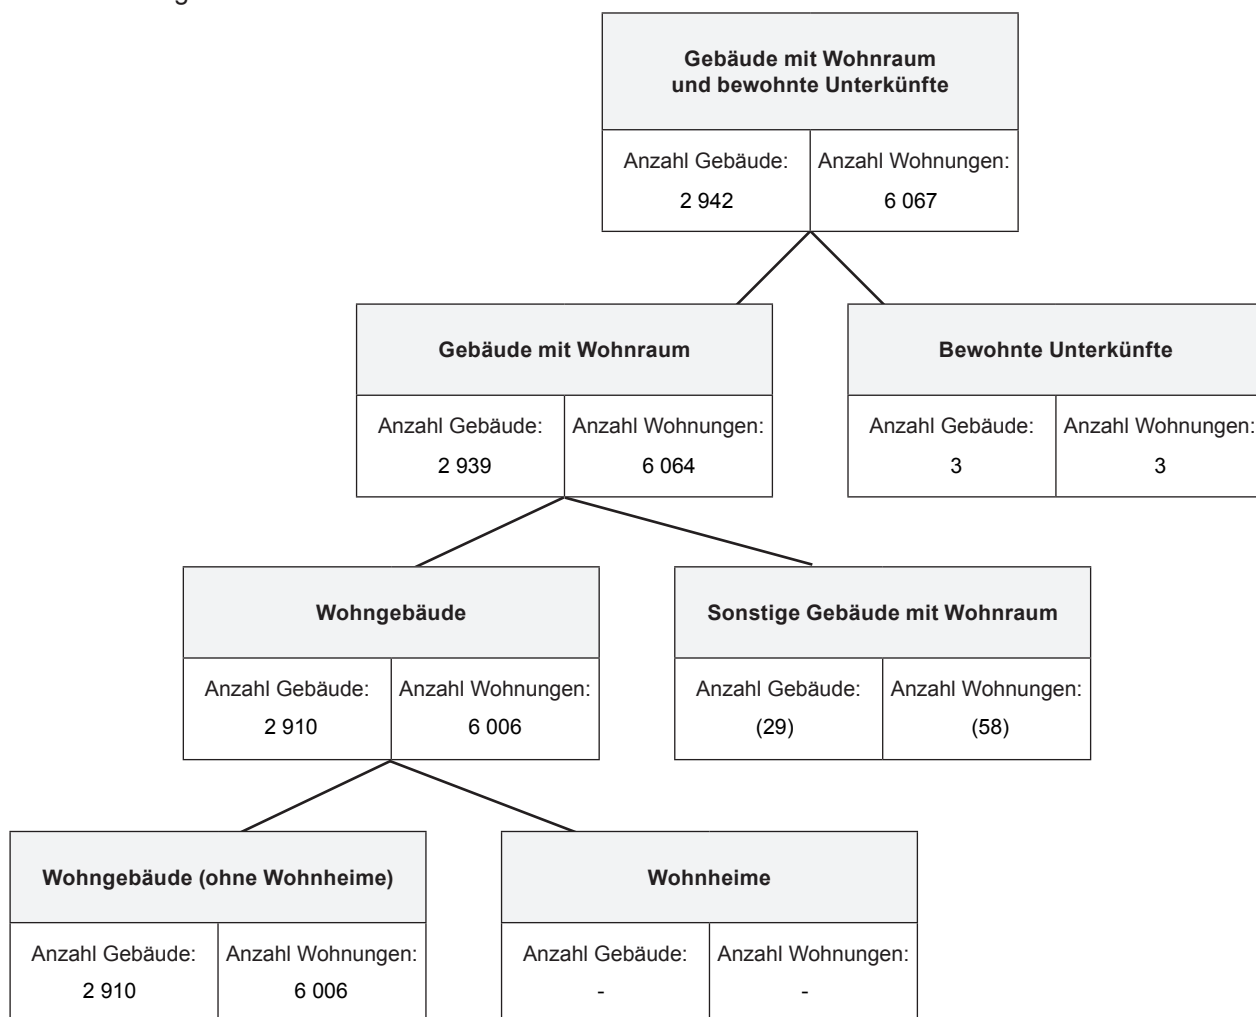 Gebäude mit Wohnraum
und bewohnte Unterkünfte
Anzahl Gebäude: Anzahl Wohnungen:
2 942 6 067
Gebäude mit Wohnraum Bewohnte Unterkünfte
Anzahl Gebäude: Anzahl Wohnungen: Anzahl Gebäude: Anzahl Wohnungen:
2 939 6 064 3 3
Wohngebäude Sonstige Gebäude mit Wohnraum
Anzahl Gebäude: Anzahl Wohnungen: Anzahl Gebäude: Anzahl Wohnungen:
2 910 6 006 (29) (58)
Wohngebäude (ohne Wohnheime) Wohnheime
Anzahl Gebäude: Anzahl Wohnungen: Anzahl Gebäude: Anzahl Wohnungen:
2 910 6 006 - -